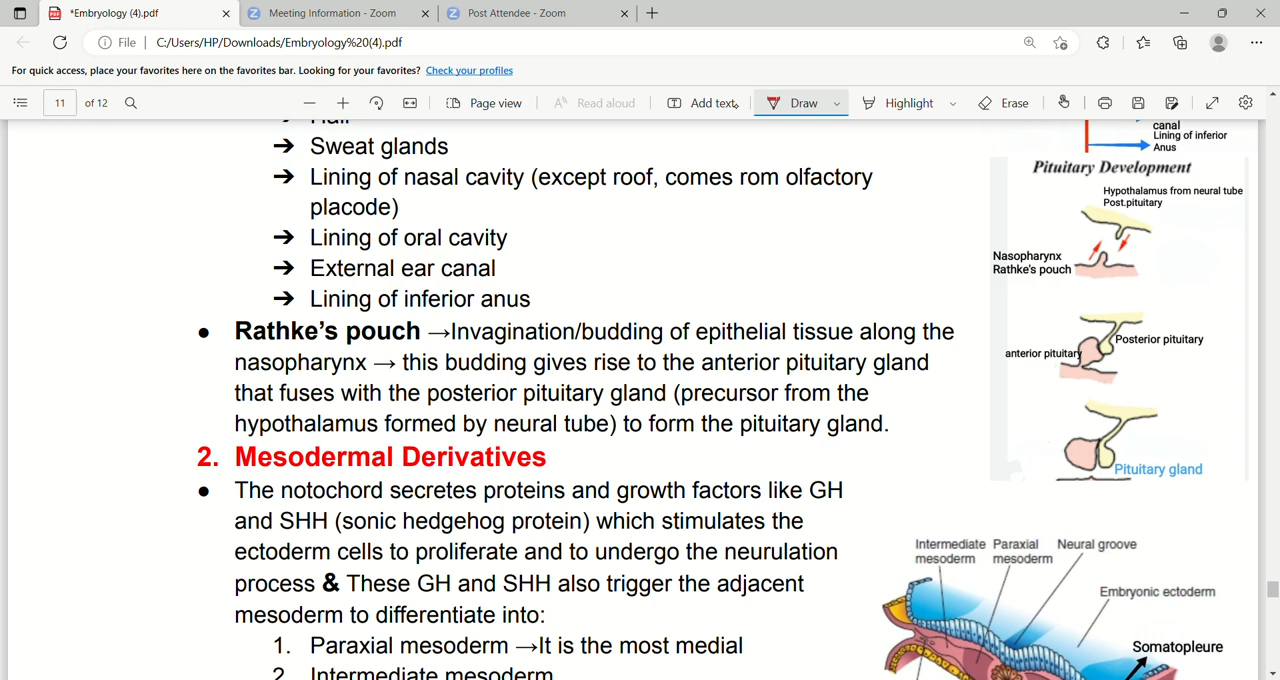 *Embryology (4).pdf
Meeting Information - Zoom
Post Attendee - Zoom
File
C:/Users/HP/Downloads/Embryology%20(4).pdf
For quick access, place your favorites here on the favorites bar. Looking for your favorites? Check your profiles
11 of 12
Page view
Read aloud
Add text
Draw
Highlight
Erase
→ Sweat glands
→ Lining of nasal cavity (except roof, comes rom olfactory
placode)
→ Lining of oral cavity
→ External ear canal
→ Lining of inferior anus
● Rathke's pouch →Invagination/budding of epithelial tissue along the
nasopharynx → this budding gives rise to the anterior pituitary gland
that fuses with the posterior pituitary gland (precursor from the
hypothalamus formed by neural tube) to form the pituitary gland.
2. Mesodermal Derivatives
● The notochord secretes proteins and growth factors like GH
and SHH (sonic hedgehog protein) which stimulates the
ectoderm cells to proliferate and to undergo the neurulation
process & These GH and SHH also trigger the adjacent
mesoderm to differentiate into:
1. Paraxial mesoderm →It is the most medial
2. Intermediate mesoderm
canal
Lining of inferior
Anus
Pituitary Development
Hypothalamus from neural tube
Post.pituitary
Nasopharynx
Rathke's pouch
Posterior pituitary
anterior pituitary
Pituitary gland
Intermediate
mesoderm
Paraxial
mesoderm
Neural groove
Embryonic ectoderm
Somatopleure